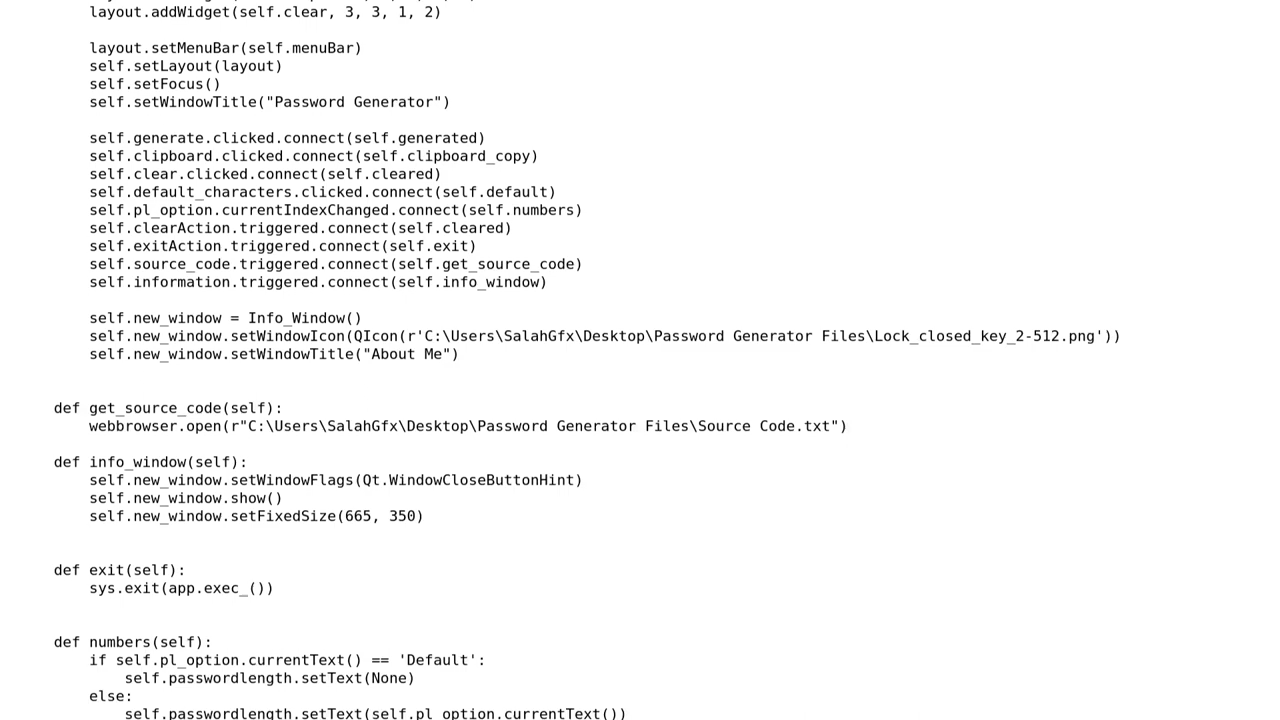 layout.addWidget(self.clear, 3, 3, 1, 2)
layout.setMenuBar(self.menuBar)
self.setLayout(layout)
self.setFocus()
self.setWindowTitle("Password Generator")
self.generate.clicked.connect(self.generated)
self.clipboard.clicked.connect(self.clipboard_copy)
self.clear.clicked.connect(self.cleared)
self.default_characters.clicked.connect(self.default)
self.pl_option.currentIndexChanged.connect(self.numbers)
self.clearAction.triggered.connect(self.cleared)
self.exitAction.triggered.connect(self.exit)
self.source_code.triggered.connect(self.get_source_code)
self.information.triggered.connect(self.info_window)
self.new_window = Info_Window()
self.new_window.setWindowIcon(QIcon(r'C:\Users\SalahGfx\Desktop\Password Generator Files\Lock_closed_key_2-512.png'))
self.new_window.setWindowTitle("About Me")
def get_source_code(self):
webbrowser.open(r"C:\Users\SalahGfx\Desktop\Password Generator Files\Source Code.txt")
def info_window(self):
self.new_window.setWindowFlags(Qt.WindowCloseButtonHint)
self.new_window.show()
self.new_window.setFixedSize(665, 350)
def exit(self):
sys.exit(app.exec_())
def numbers(self):
if self.pl_option.currentText() == 'Default':
self.passwordlength.setText(None)
else:
self.passwordlength.setText(self.pl_option.currentText())